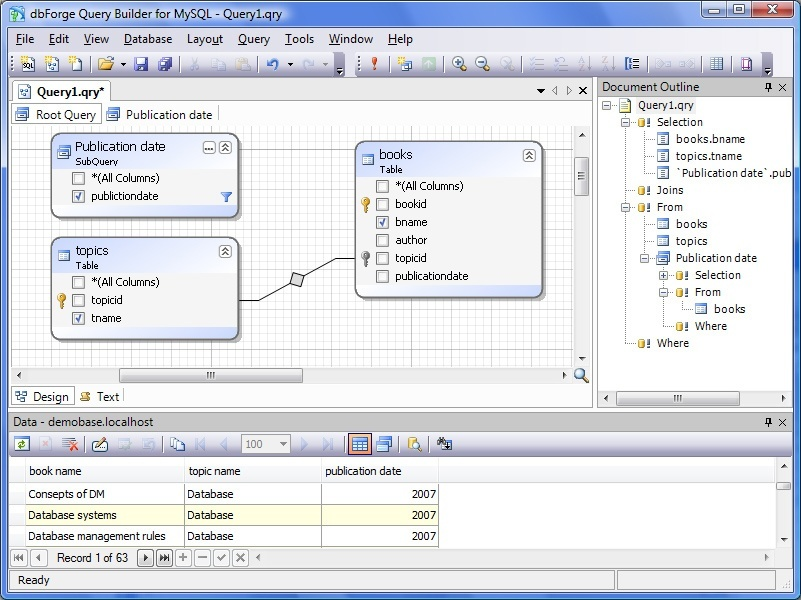 dbForge Query Builder for MySQL - Query1.qry
File Edit View Database Layout Query Tools Window Help
SQL
Query1.qry*
Root Query Publication date
Publication date
SubQuery
*(All Columns)
publictiondate
topics
Table
*(All Columns)
topicid
tname
books
Table
*(All Columns)
bookid
bname
author
topicid
publicationdate
Design Text
Document Outline
Query1.qry
Selection
books.bname
topics.tname
`Publication date`.pub
Joins
From
books
topics
Publication date
Selection
From
books
Where
Where
Data - demobase.localhost
100
book name topic name publication date
Consepts of DM Database 2007
Database systems Database 2007
Database management rules Database 2007
Record 1 of 63
Ready